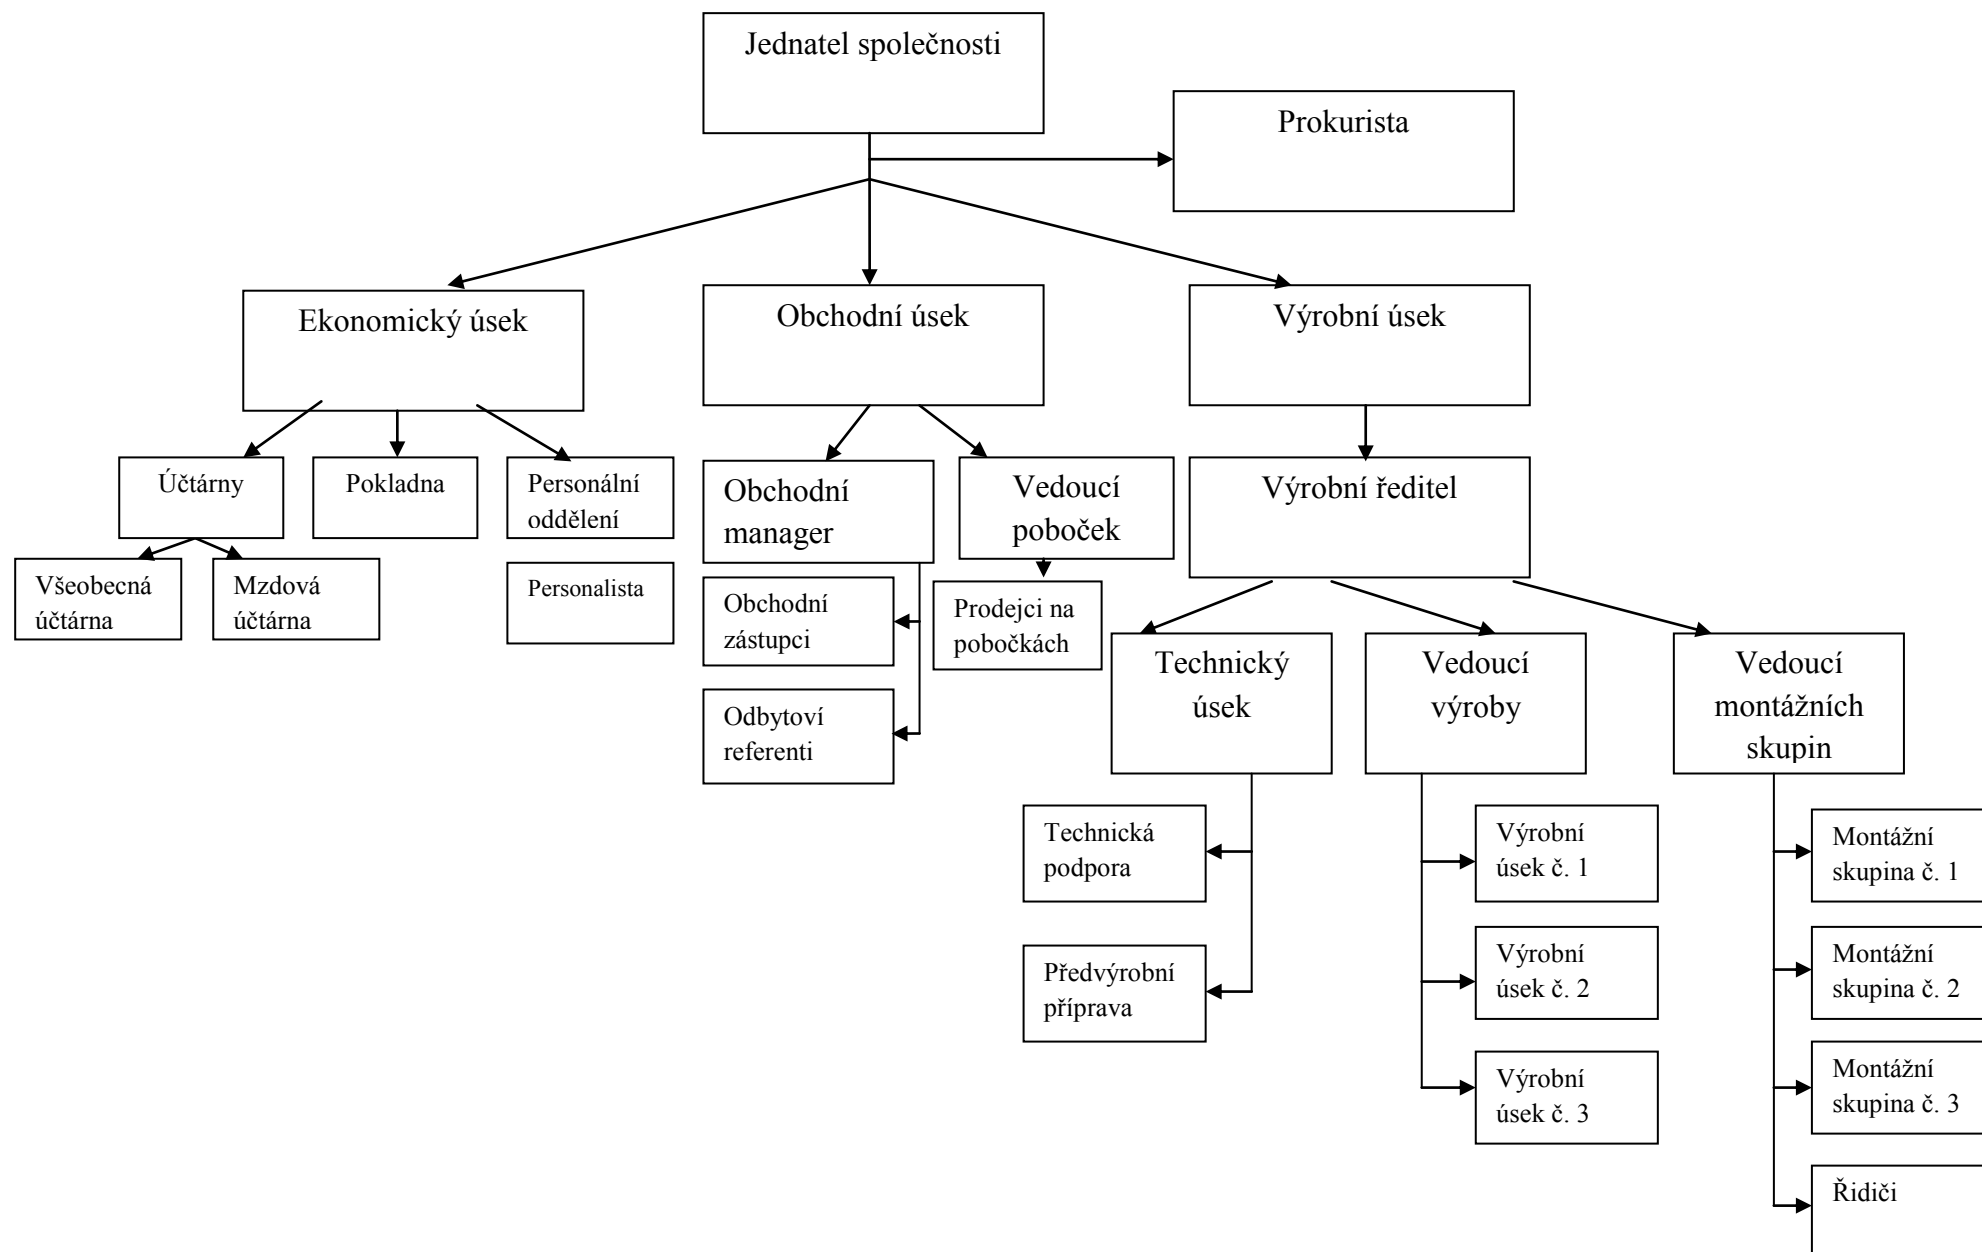 Jednatel společnosti
Prokurista
Ekonomický úsek
Obchodní úsek
Výrobní úsek
Účtárny
Pokladna
Personální
oddělení
Obchodní
manager
Vedoucí
poboček
Výrobní ředitel
Všeobecná
účtárna
Mzdová
účtárna
Personalista
Obchodní
zástupci
Prodejci na
pobočkách
Odbytoví
referenti
Technický
úsek
Vedoucí
výroby
Vedoucí
montážních
skupin
Technická
podpora
Předvýrobní
příprava
Výrobní
úsek č. 1
Výrobní
úsek č. 2
Výrobní
úsek č. 3
Montážní
skupina č. 1
Montážní
skupina č. 2
Montážní
skupina č. 3
Řidiči